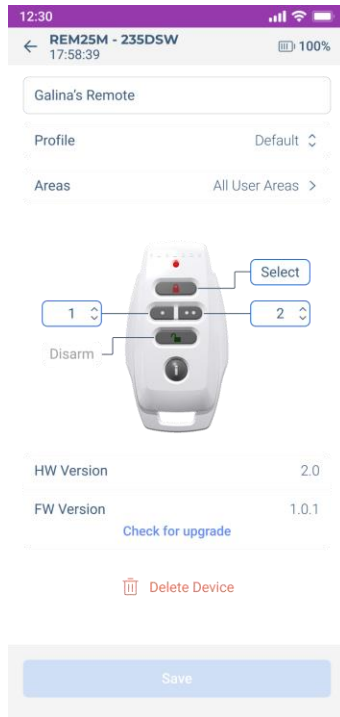 12:30
REM25M - 235DSW
17:58:39
100%
Galina's Remote
Profile Default
Areas All User Areas
Select
1 2
Disarm
HW Version 2.0
FW Version 1.0.1
Check for upgrade
Delete Device
Save